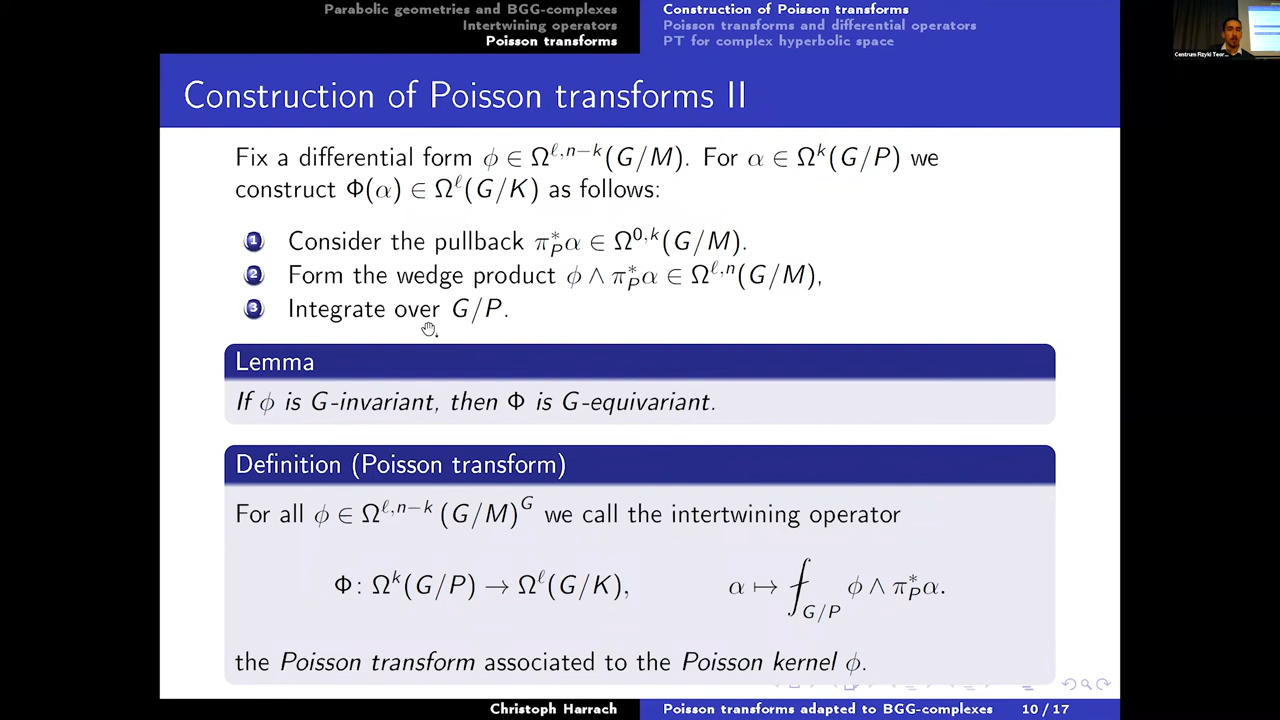 Parabolic geometries and BGG-complexes
Intertwining operators
Poisson transforms
Construction of Poisson transforms
Poisson transforms and differential operators
PT for complex hyperbolic space
Centrum Fizyki Teor...
Construction of Poisson transforms II
Fix a differential form ϕ ∈ Ω^{ℓ,n−k}(G/M). For α ∈ Ω^k(G/P) we
construct Φ(α) ∈ Ω^ℓ(G/K) as follows:
1 Consider the pullback π_P^*α ∈ Ω^{0,k}(G/M).
2 Form the wedge product ϕ ∧ π_P^*α ∈ Ω^{ℓ,n}(G/M),
3 Integrate over G/P.
Lemma
If ϕ is G-invariant, then Φ is G-equivariant.
Definition (Poisson transform)
For all ϕ ∈ Ω^{ℓ,n−k}(G/M)^G we call the intertwining operator
Φ: Ω^k(G/P) → Ω^ℓ(G/K), α ↦ ⨍_{G/P} ϕ ∧ π_P^*α.
the Poisson transform associated to the Poisson kernel ϕ.
Christoph Harrach
Poisson transforms adapted to BGG-complexes
10 / 17